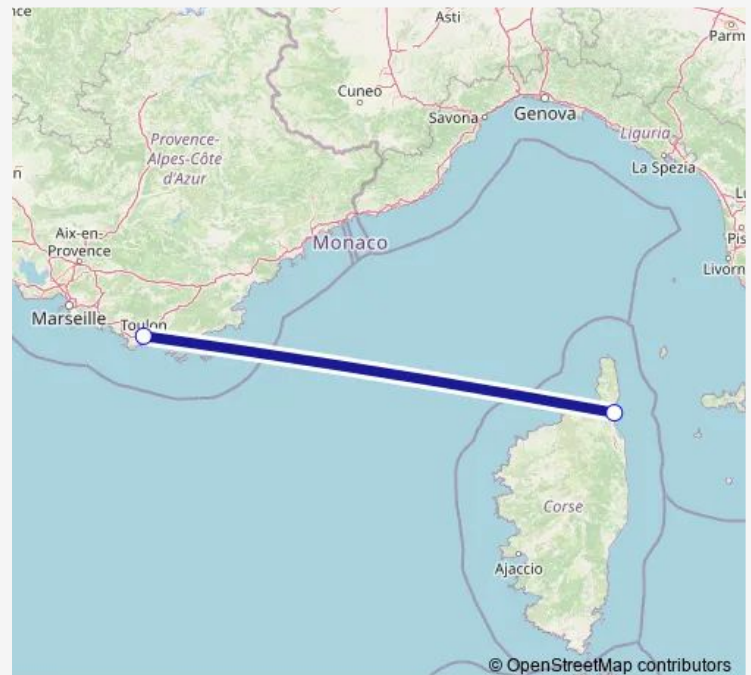 Asti
Parm
Cuneo
Savona
Genova
Provence-
Alpes-Côte
d'Azur
Liguria
La Spezia
Aix-en-
Provence
Monaco
Pis
Livorn
Marseille
Toulon
Corse
Ajaccio
© OpenStreetMap contributors